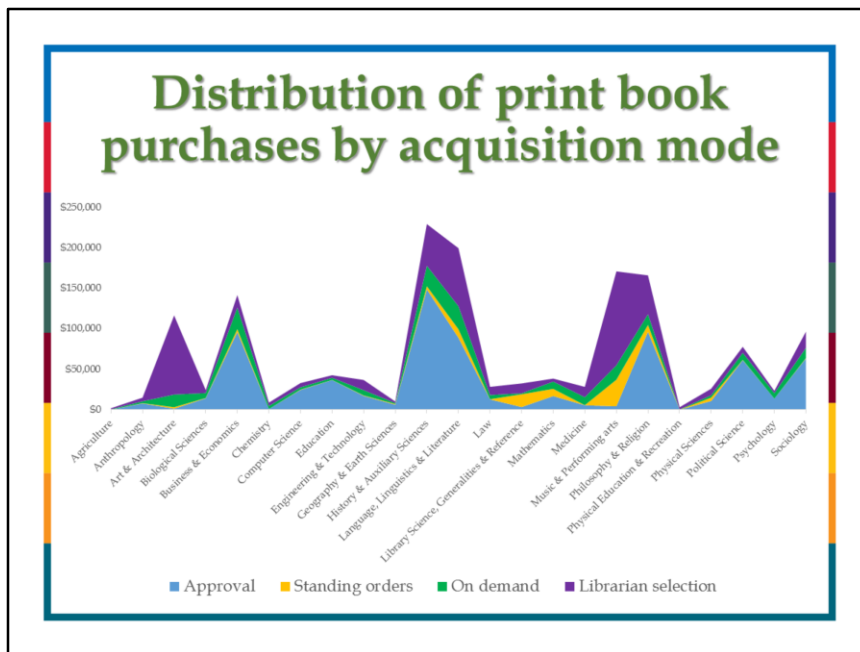 Distribution of print book
purchases by acquisition mode
$250,000
$200,000
$150,000
$100,000
$50,000
$0
Agriculture
Anthropology
Art & Architecture
Biological Sciences
Business & Economics
Chemistry
Computer Science
Education
Engineering & Technology
Geography & Earth Sciences
History & Auxiliary Sciences
Language, Linguistics & Literature
Law
Library Science, Generalities & Reference
Mathematics
Medicine
Music & Performing arts
Philosophy & Religion
Physical Education & Recreation
Physical Sciences
Political Science
Psychology
Sociology
Approval Standing orders On demand Librarian selection